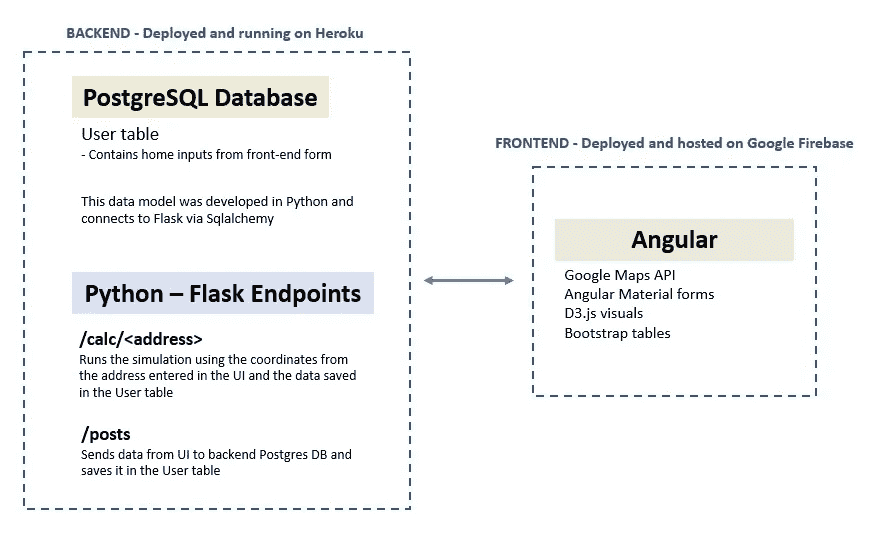 BACKEND - Deployed and running on Heroku
PostgreSQL Database
User table
- Contains home inputs from front-end form
This data model was developed in Python and
connects to Flask via Sqlalchemy
Python – Flask Endpoints
/calc/<address>
Runs the simulation using the coordinates from
the address entered in the UI and the data saved
in the User table
/posts
Sends data from UI to backend Postgres DB and
saves it in the User table
FRONTEND - Deployed and hosted on Google Firebase
Angular
Google Maps API
Angular Material forms
D3.js visuals
Bootstrap tables